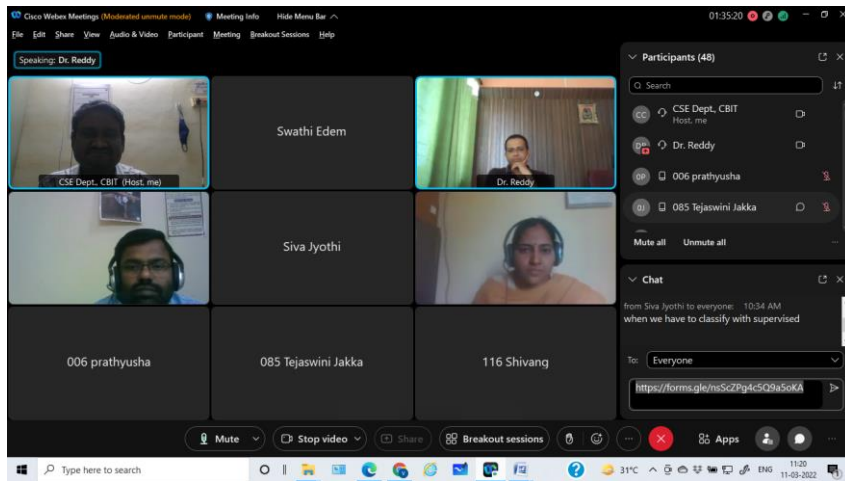 Cisco Webex Meetings (Moderated unmute mode) Meeting Info Hide Menu Bar 01:35:20
File Edit Share View Audio & Video Participant Meeting Breakout Sessions Help
Speaking: Dr. Reddy
CSE Dept., CBIT (Host, me)
Swathi Edem
Dr. Reddy
Siva Jyothi
006 prathyusha
085 Tejaswini Jakka
116 Shivang
Participants (48)
Search
CC CSE Dept., CBIT
Host, me
Dr. Reddy
0P 006 prathyusha
0J 085 Tejaswini Jakka
Mute all Unmute all
Chat
from Siva Jyothi to everyone: 10:34 AM
when we have to classify with supervised
To: Everyone
https://forms.gle/nsScZPg4c5Q9a5oKA
Mute Stop video Share Breakout sessions Apps
Type here to search 31°C ENG 11:20
11-03-2022